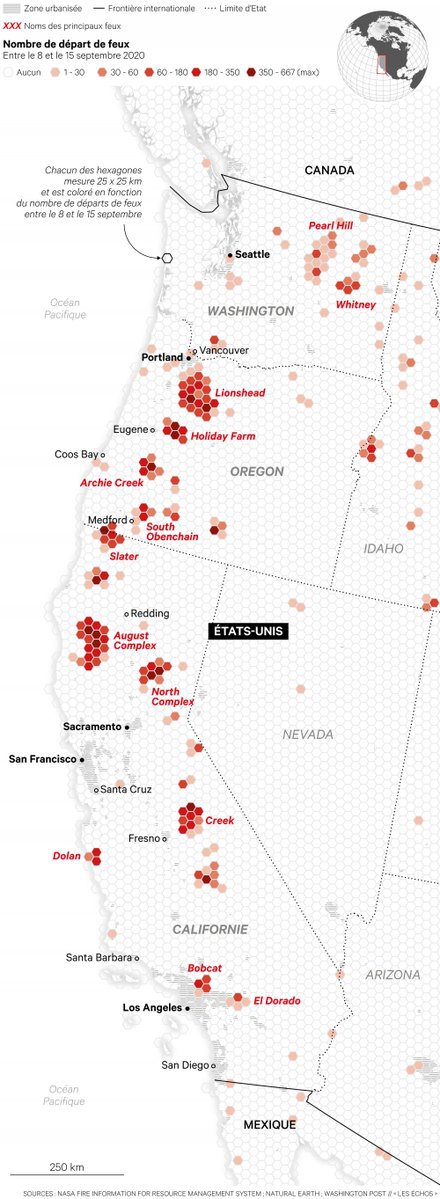 Zone urbanisée
Frontière internationale
Limite d'Etat
XXX Noms des principaux feux
Nombre de départ de feux
Entre le 8 et le 15 septembre 2020
Aucun
1 - 30
30 - 60
60 - 180
180 - 350
350 - 667 (max)
CANADA
Chacun des hexagones
mesure 25 x 25 km
et est coloré en fonction
du nombre de départs de feux
entre le 8 et le 15 septembre
Pearl Hill
Seattle
Océan
Pacifique
Whitney
WASHINGTON
Vancouver
Portland
Lionshead
Eugene
Holiday Farm
Coos Bay
OREGON
Archie Creek
Medford
South
Obenchain
IDAHO
Slater
Redding
ÉTATS-UNIS
August
Complex
North
Complex
Sacramento
NEVADA
San Francisco
Santa Cruz
Creek
Fresno
Dolan
CALIFORNIE
Santa Barbara
Bobcat
ARIZONA
El Dorado
Los Angeles
San Diego
Océan
Pacifique
MEXIQUE
250 km
SOURCES : NASA FIRE INFORMATION FOR RESOURCE MANAGEMENT SYSTEM ; NATURAL EARTH ; WASHINGTON POST // « LES ÉCHOS »